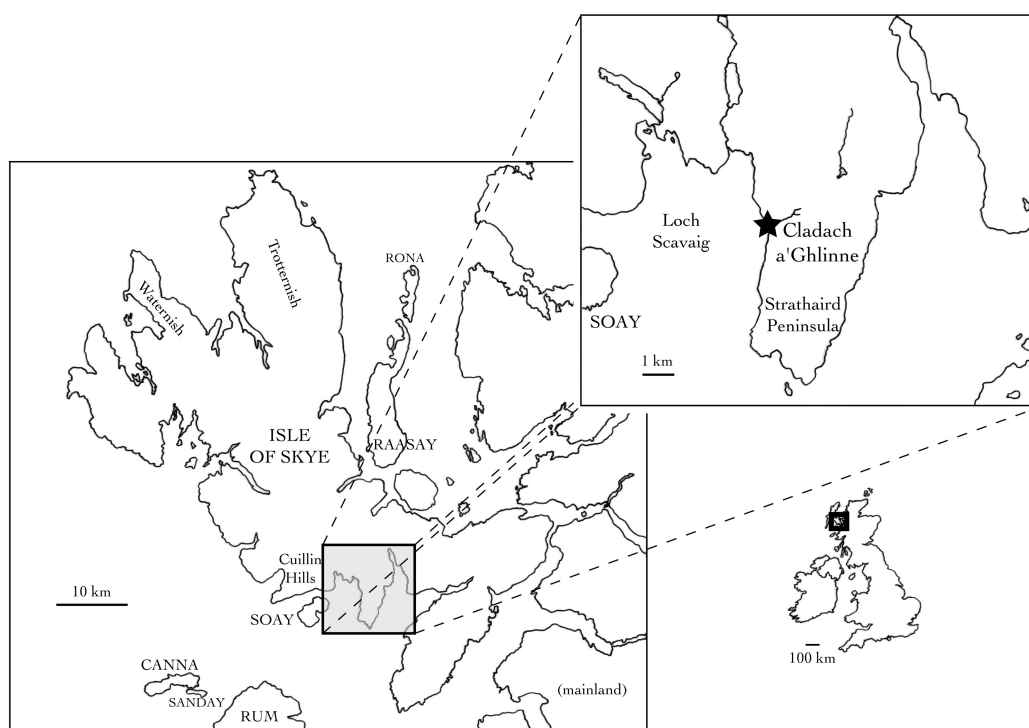 Loch
Scavaig
Cladach
a'Ghlinne
SOAY
Strathaird
Peninsula
1 km
Waternish
Trotternish
RONA
ISLE
OF SKYE
RAASAY
Cuillin
Hills
10 km
SOAY
CANNA
SANDAY
RUM
(mainland)
100 km